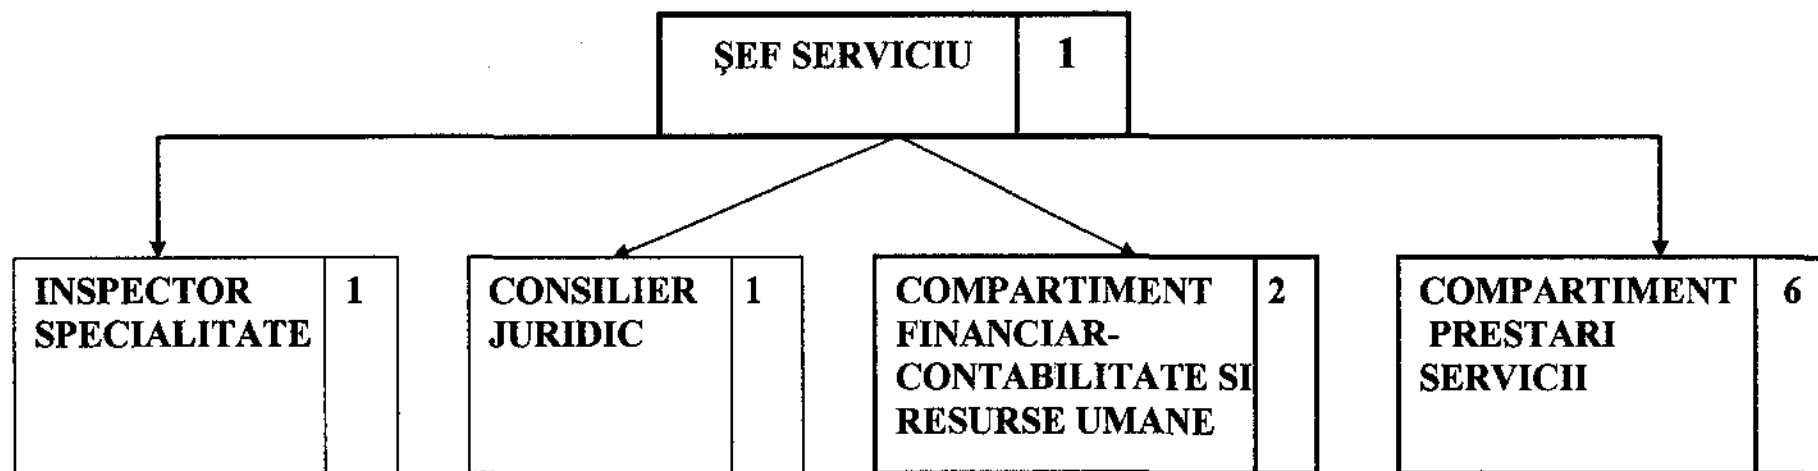 ŞEF SERVICIU 1
INSPECTOR 1
SPECIALITATE
CONSILIER 1
JURIDIC
COMPARTIMENT 2
FINANCIAR-
CONTABILITATE SI
RESURSE UMANE
COMPARTIMENT 6
PRESTARI
SERVICII